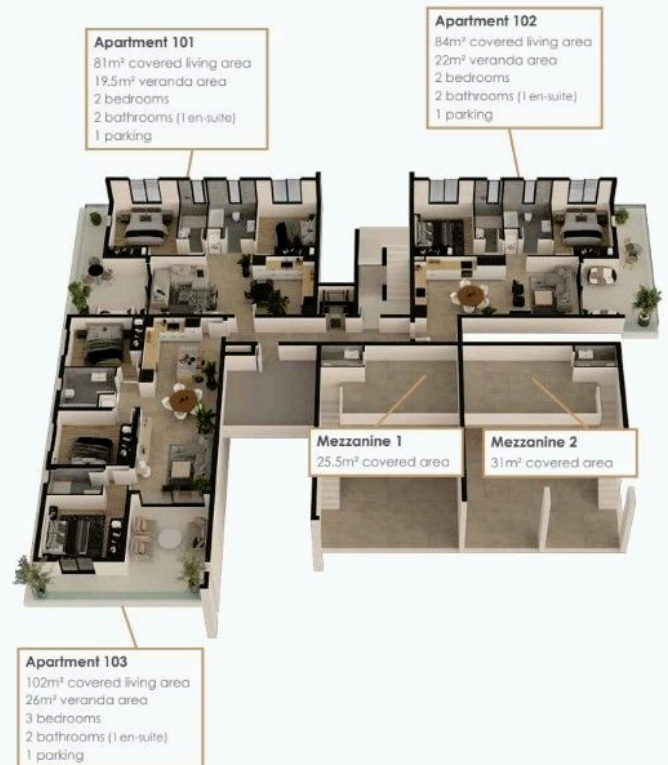 Apartment 101
81m² covered living area
19.5m² veranda area
2 bedrooms
2 bathrooms (1 en-suite)
1 parking
Apartment 102
84m² covered living area
22m² veranda area
2 bedrooms
2 bathrooms (1 en-suite)
1 parking
Mezzanine 1
25.5m² covered area
Mezzanine 2
31m² covered area
Apartment 103
102m² covered living area
26m² veranda area
3 bedrooms
2 bathrooms (1 en-suite)
1 parking